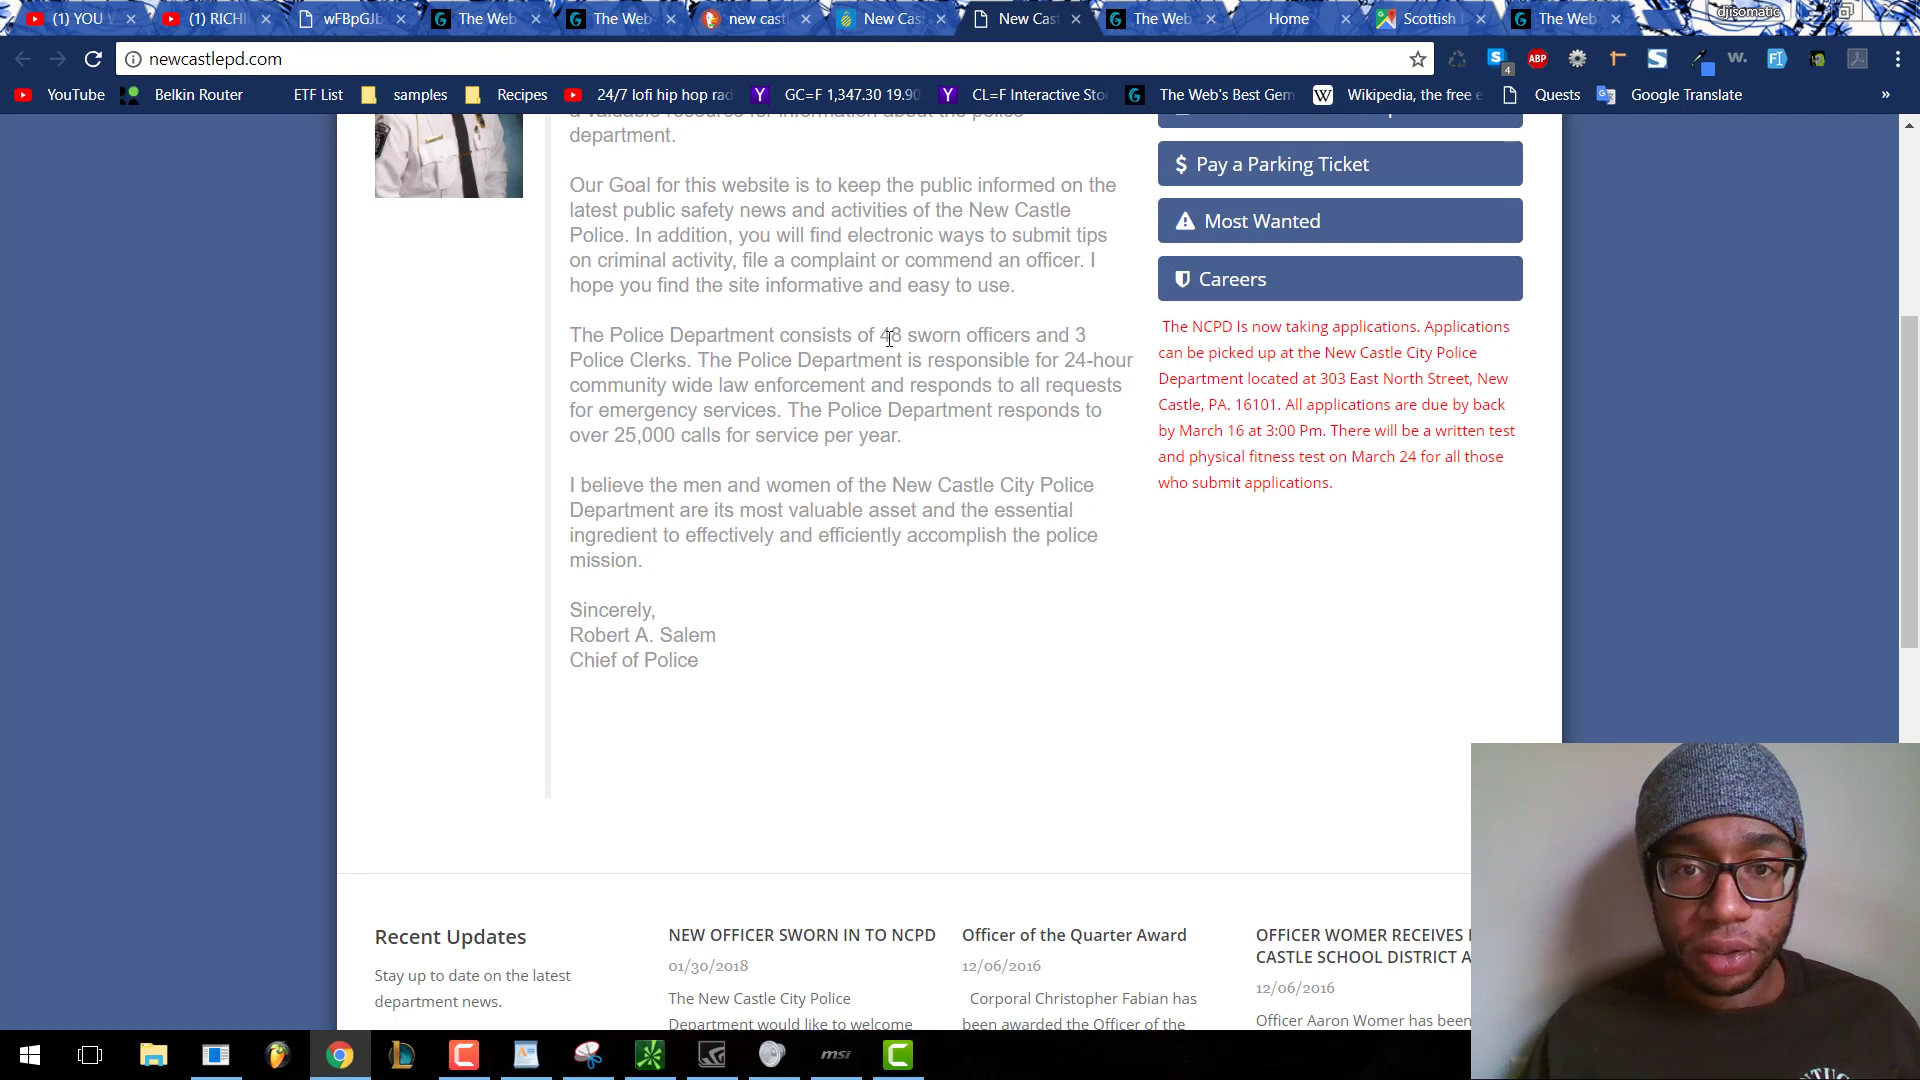 (1) YOU
(1) RICHI
wFBpGJb
The Web
The Web
new cast
New Cas
New Cas
The Web
Home
Scottish
The Web
djisomatic
newcastlepd.com
4
ABP
w.
YouTube
Belkin Router
ETF List
samples
Recipes
24/7 lofi hip hop rad
GC=F 1,347.30 19.90
CL=F Interactive Sto
The Web's Best Gem
Wikipedia, the free e
Quests
Google Translate
»
a valuable resource for information about the police
department.
Our Goal for this website is to keep the public informed on the
latest public safety news and activities of the New Castle
Police. In addition, you will find electronic ways to submit tips
on criminal activity, file a complaint or commend an officer. I
hope you find the site informative and easy to use.
The Police Department consists of 48 sworn officers and 3
Police Clerks. The Police Department is responsible for 24-hour
community wide law enforcement and responds to all requests
for emergency services. The Police Department responds to
over 25,000 calls for service per year.
I believe the men and women of the New Castle City Police
Department are its most valuable asset and the essential
ingredient to effectively and efficiently accomplish the police
mission.
Sincerely,
Robert A. Salem
Chief of Police
$ Pay a Parking Ticket
Most Wanted
Careers
The NCPD Is now taking applications. Applications
can be picked up at the New Castle City Police
Department located at 303 East North Street, New
Castle, PA. 16101. All applications are due by back
by March 16 at 3:00 Pm. There will be a written test
and physical fitness test on March 24 for all those
who submit applications.
Recent Updates
Stay up to date on the latest
department news.
NEW OFFICER SWORN IN TO NCPD
01/30/2018
The New Castle City Police
Department would like to welcome
Officer of the Quarter Award
12/06/2016
Corporal Christopher Fabian has
been awarded the Officer of the
OFFICER WOMER RECEIVES
CASTLE SCHOOL DISTRICT A
12/06/2016
Officer Aaron Womer has been
msi